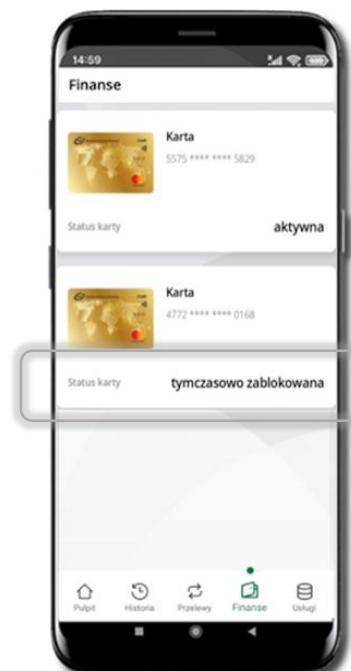 14:59
Finanse
Karta
5575 **** **** 5829
Status karty aktywna
Karta
4772 **** **** 0168
Status karty tymczasowo zablokowana
Pulpit Historia Przelewy Finanse Usługi